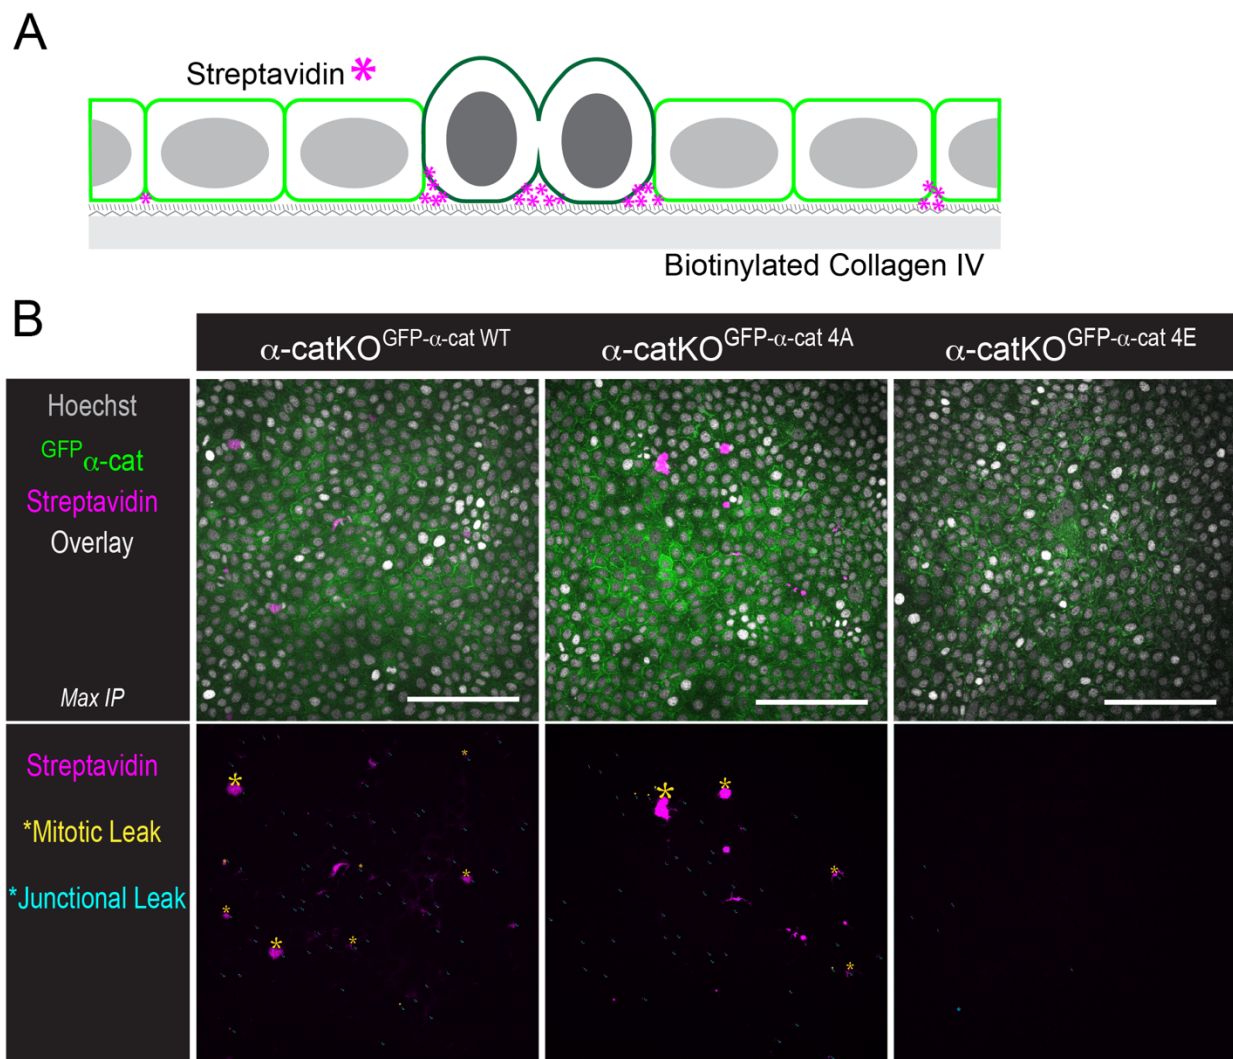 A
Streptavidin *
Biotinylated Collagen IV
B
α-catKO^GFP-α-cat WT
α-catKO^GFP-α-cat 4A
α-catKO^GFP-α-cat 4E
Hoechst
GFP α-cat
Streptavidin
Overlay
Max IP
Streptavidin
*Mitotic Leak
*Junctional Leak